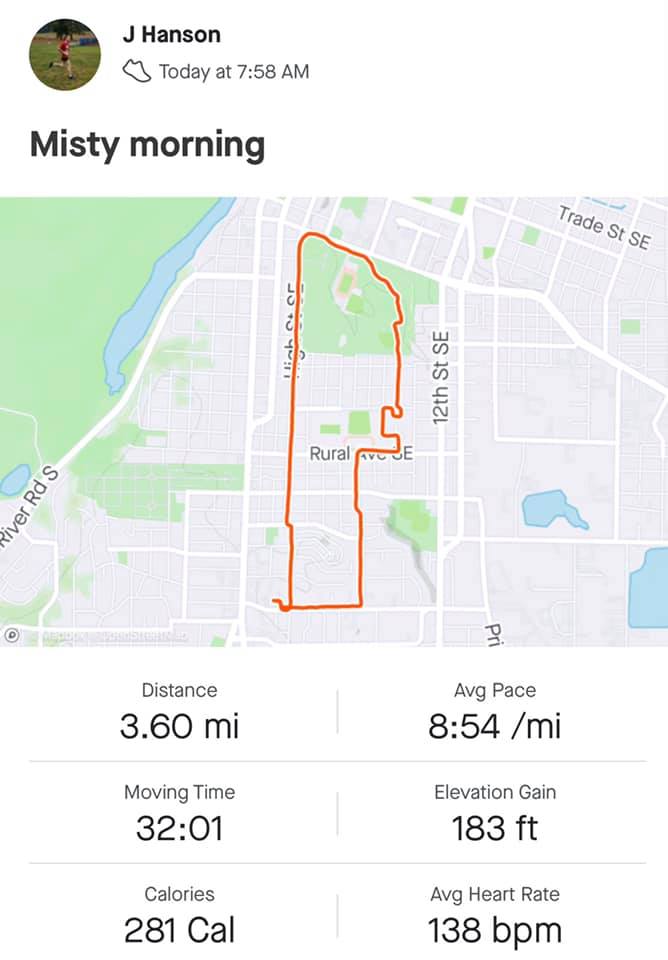 J Hanson
Today at 7:58 AM
Misty morning
Trade St SE
High St SE
12th St SE
Rural Ave SE
River Rd S
Pri
Distance
Avg Pace
3.60 mi
8:54 /mi
Moving Time
Elevation Gain
32:01
183 ft
Calories
Avg Heart Rate
281 Cal
138 bpm